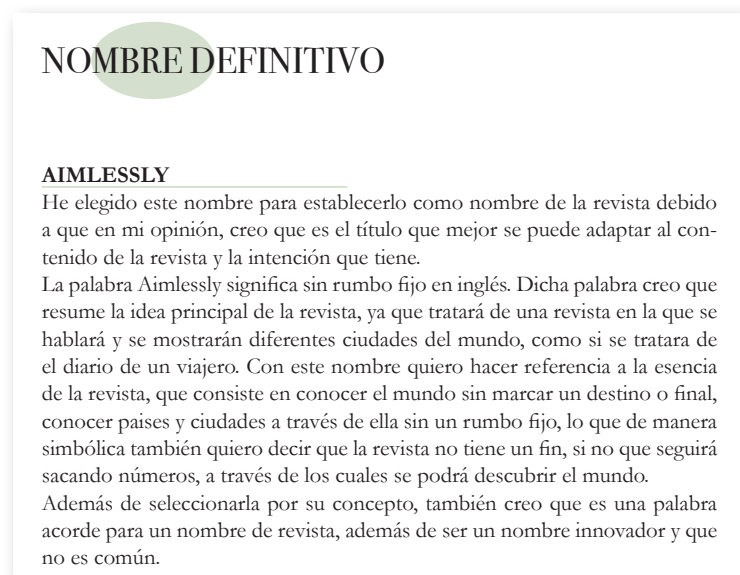 NOMBRE DEFINITIVO
AIMLESSLY
He elegido este nombre para establecerlo como nombre de la revista debido
a que en mi opinión, creo que es el título que mejor se puede adaptar al con-
tenido de la revista y la intención que tiene.
La palabra Aimlessly significa sin rumbo fijo en inglés. Dicha palabra creo que
resume la idea principal de la revista, ya que tratará de una revista en la que se
hablará y se mostrarán diferentes ciudades del mundo, como si se tratara de
el diario de un viajero. Con este nombre quiero hacer referencia a la esencia
de la revista, que consiste en conocer el mundo sin marcar un destino o final,
conocer paises y ciudades a través de ella sin un rumbo fijo, lo que de manera
simbólica también quiero decir que la revista no tiene un fin, si no que seguirá
sacando números, a través de los cuales se podrá descubrir el mundo.
Además de seleccionarla por su concepto, también creo que es una palabra
acorde para un nombre de revista, además de ser un nombre innovador y que
no es común.